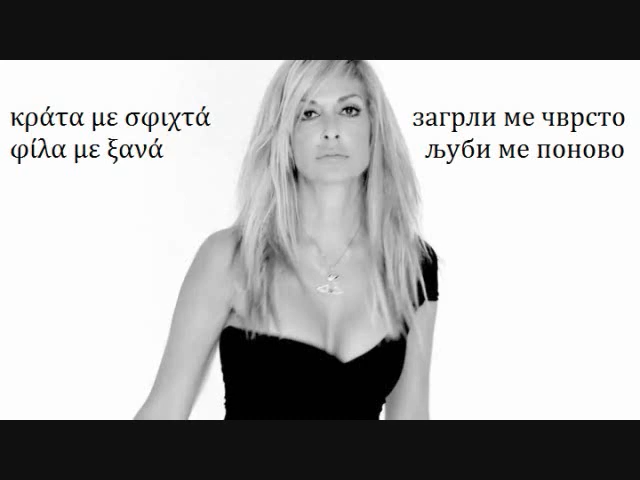 κράτα με σφιχτά
φίλα με ξανά
загрли ме чврсто
љуби ме поново